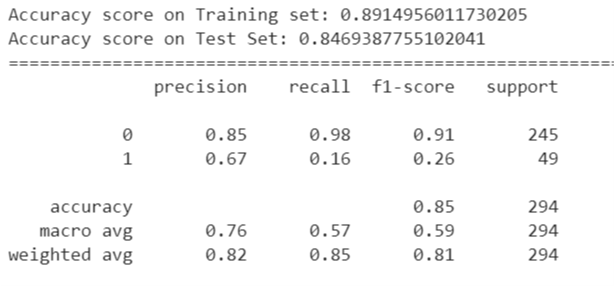 Accuracy score on Training set: 0.8914956011730205
Accuracy score on Test Set: 0.8469387755102041
============================================================
precision recall f1-score support
0 0.85 0.98 0.91 245
1 0.67 0.16 0.26 49
accuracy 0.85 294
macro avg 0.76 0.57 0.59 294
weighted avg 0.82 0.85 0.81 294